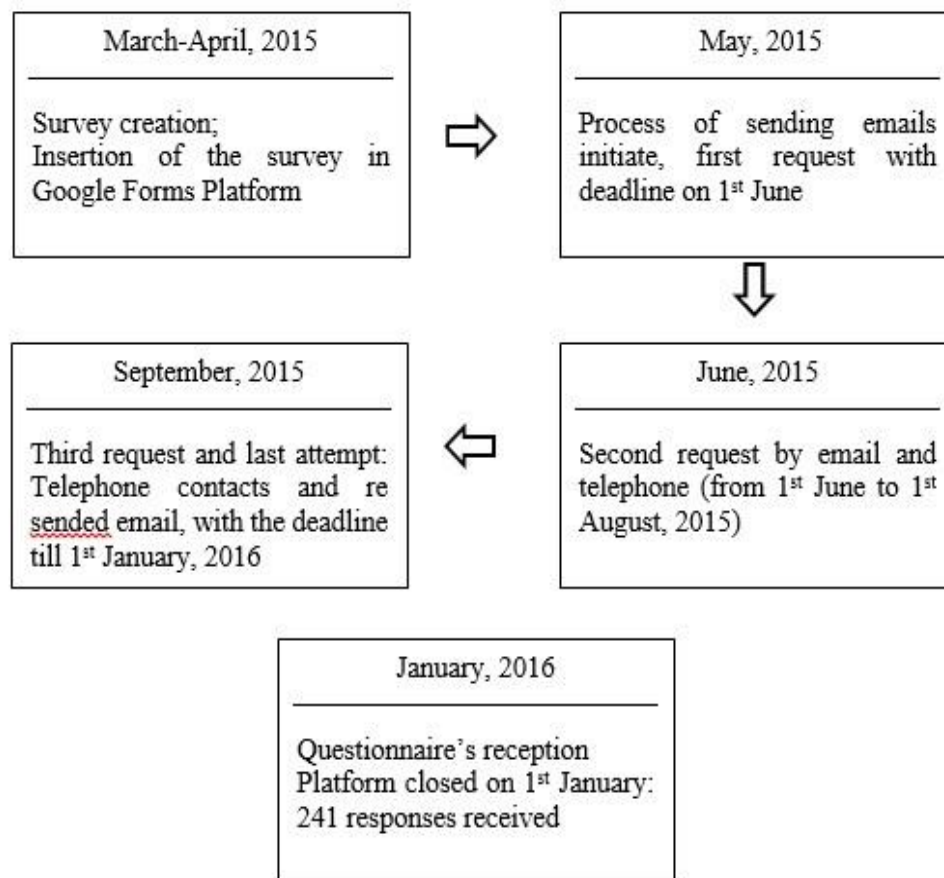 March-April, 2015
Survey creation;
Insertion of the survey in
Google Forms Platform
May, 2015
Process of sending emails
initiate, first request with
deadline on 1st June
June, 2015
Second request by email and
telephone (from 1st June to 1st
August, 2015)
September, 2015
Third request and last attempt:
Telephone contacts and re
sended email, with the deadline
till 1st January, 2016
January, 2016
Questionnaire’s reception
Platform closed on 1st January:
241 responses received